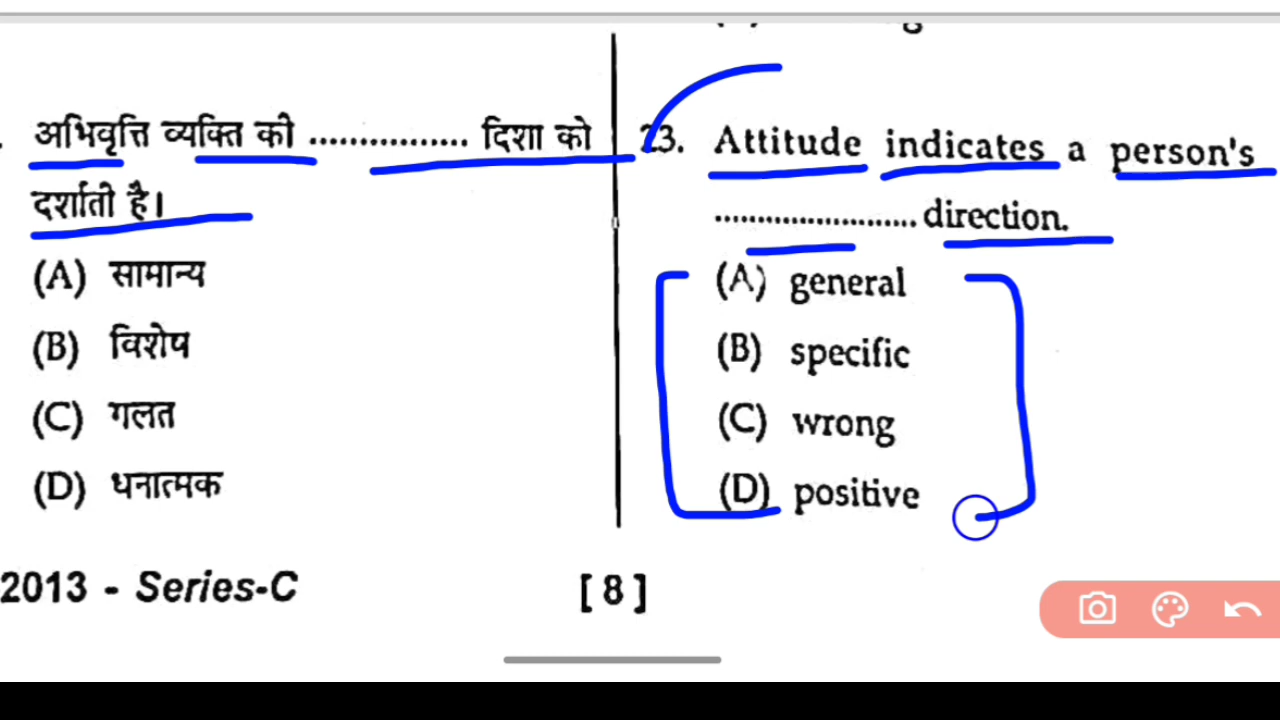 अभिवृत्ति व्यक्ति की ................ दिशा को
दर्शाती है।
(A) सामान्य
(B) विशेष
(C) गलत
(D) धनात्मक
23. Attitude indicates a person's
....................... direction.
(A) general
(B) specific
(C) wrong
(D) positive
2013 - Series-C [ 8 ]